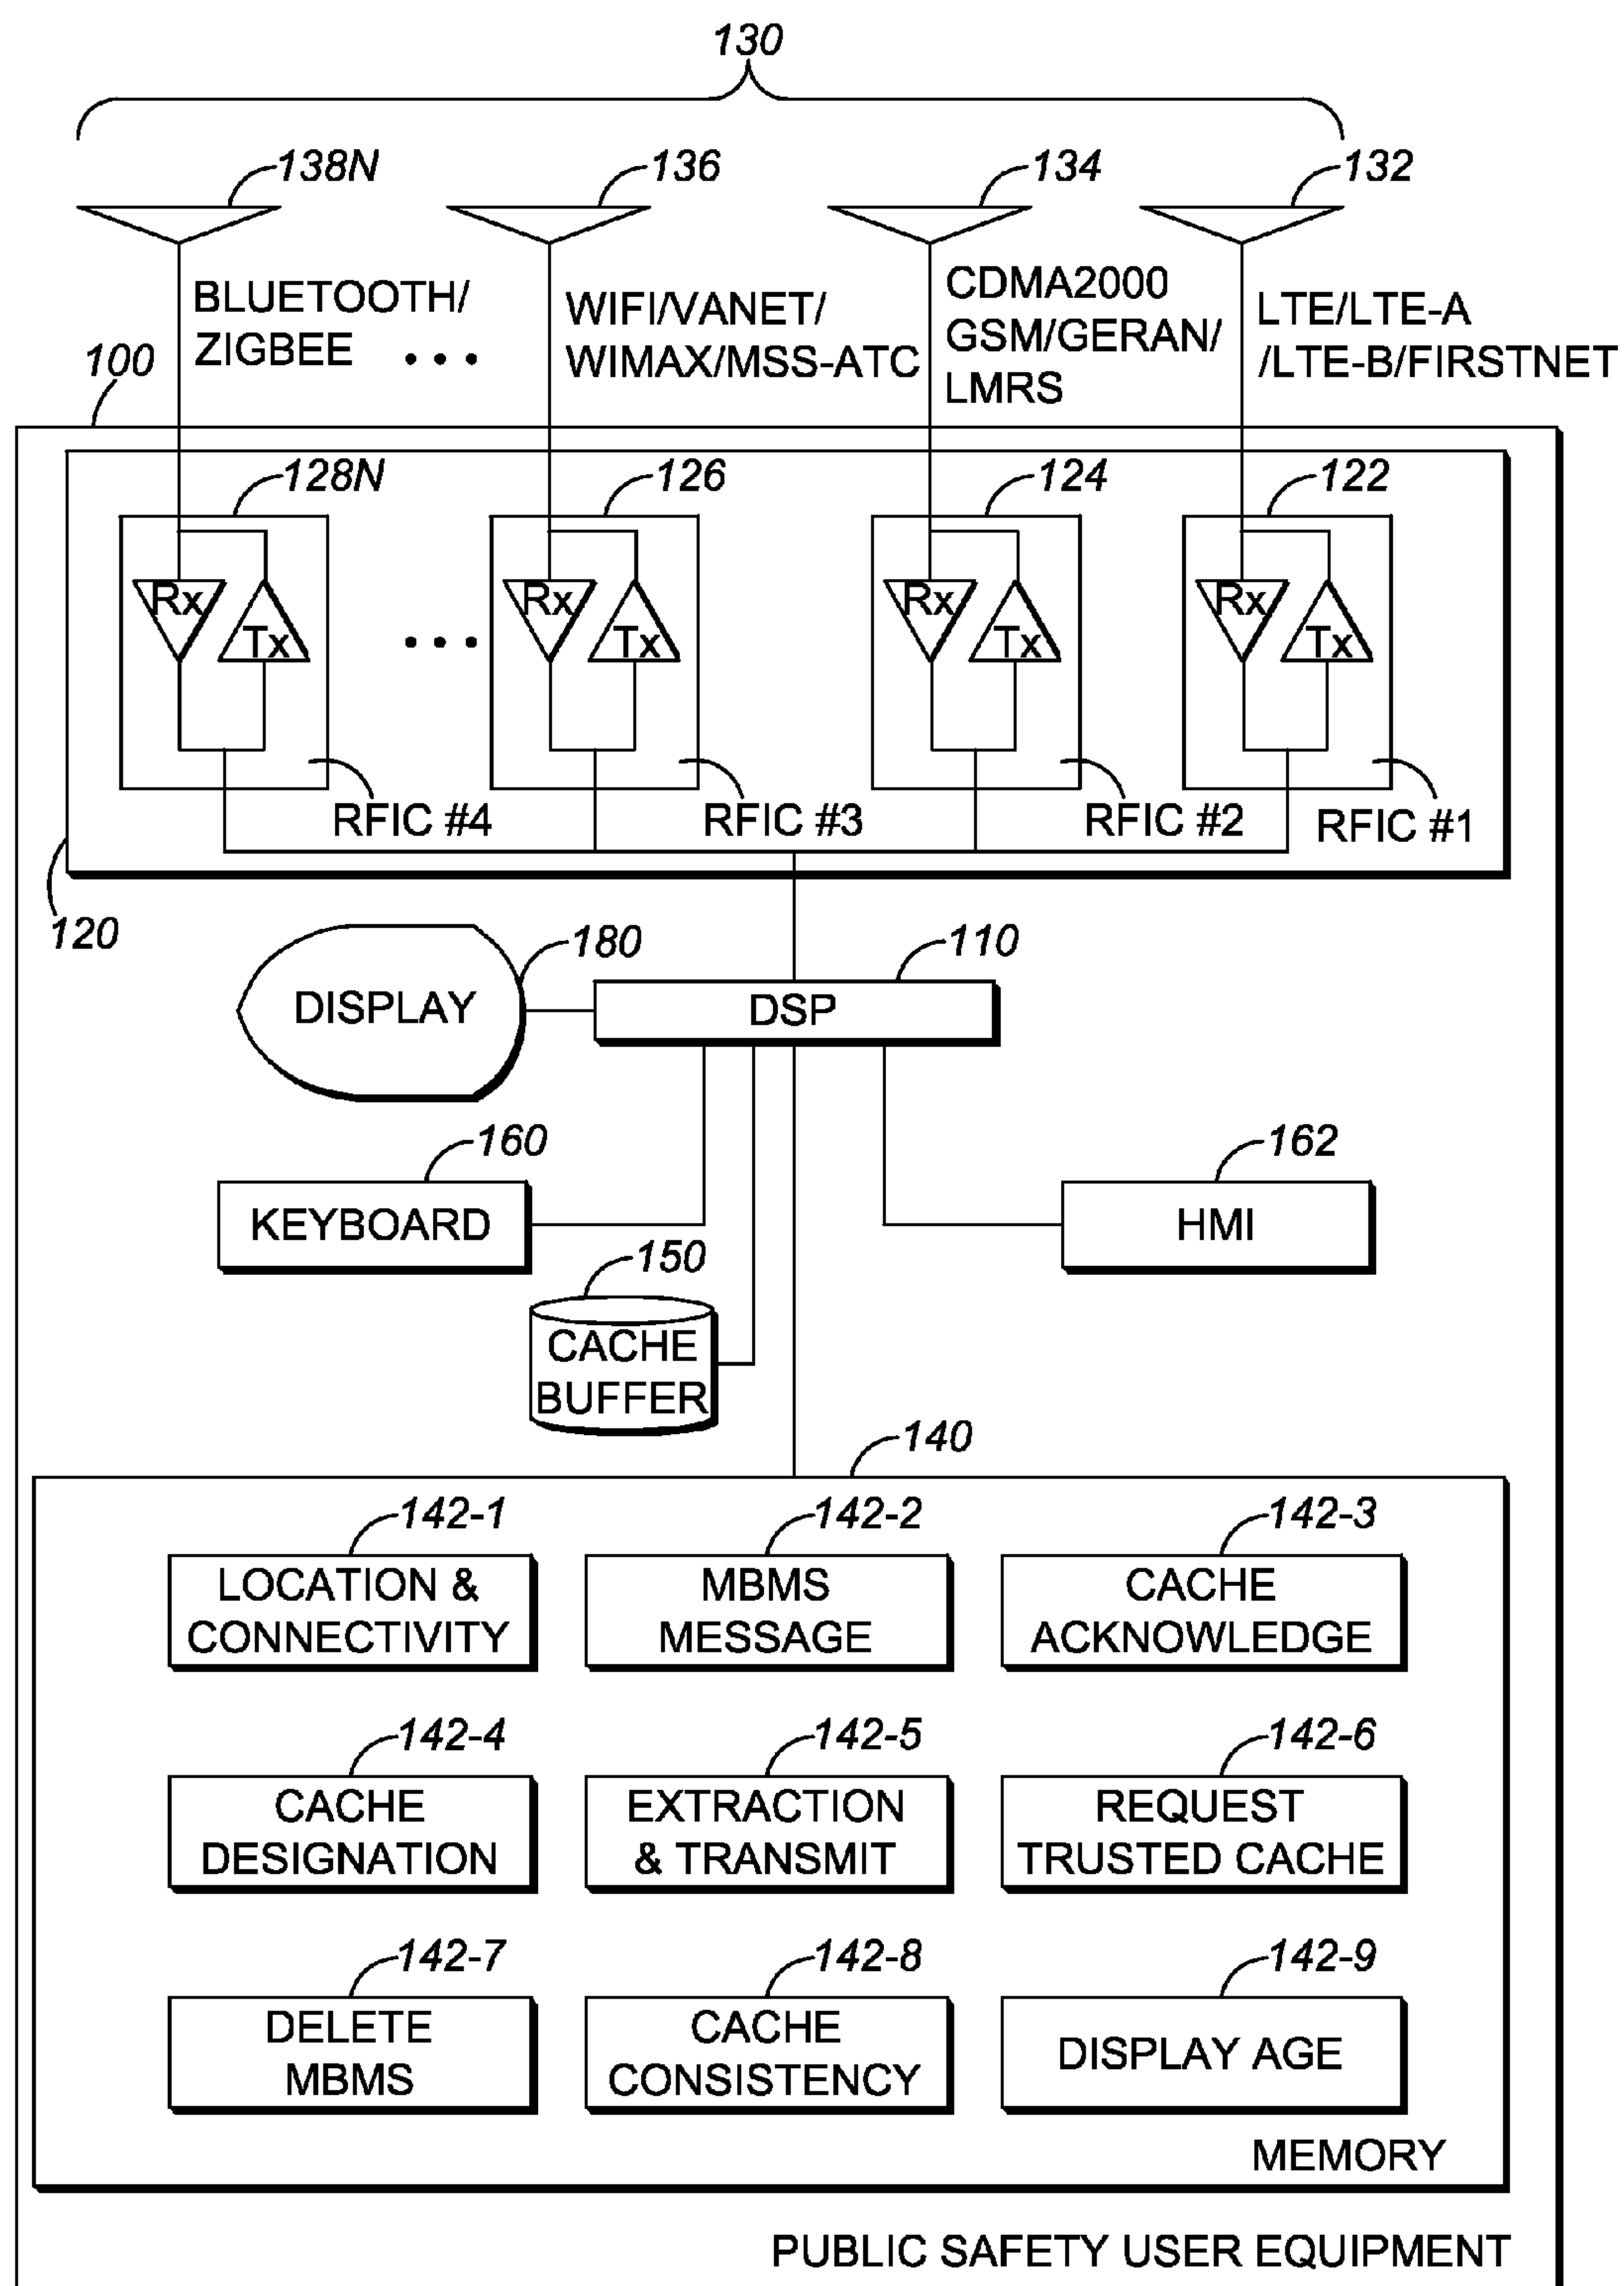 130
138N
136
134
132
BLUETOOTH/
ZIGBEE
WIFI/VANET/
WIMAX/MSS-ATC
CDMA2000
GSM/GERAN/
LMRS
LTE/LTE-A
/LTE-B/FIRSTNET
100
128N
126
124
122
Rx
Tx
Rx
Tx
Rx
Tx
Rx
Tx
RFIC #4
RFIC #3
RFIC #2
RFIC #1
120
180
110
DISPLAY
DSP
160
162
KEYBOARD
HMI
150
CACHE
BUFFER
140
142-1
142-2
142-3
LOCATION &
CONNECTIVITY
MBMS
MESSAGE
CACHE
ACKNOWLEDGE
142-4
142-5
142-6
CACHE
DESIGNATION
EXTRACTION
& TRANSMIT
REQUEST
TRUSTED CACHE
142-7
142-8
142-9
DELETE
MBMS
CACHE
CONSISTENCY
DISPLAY AGE
MEMORY
PUBLIC SAFETY USER EQUIPMENT